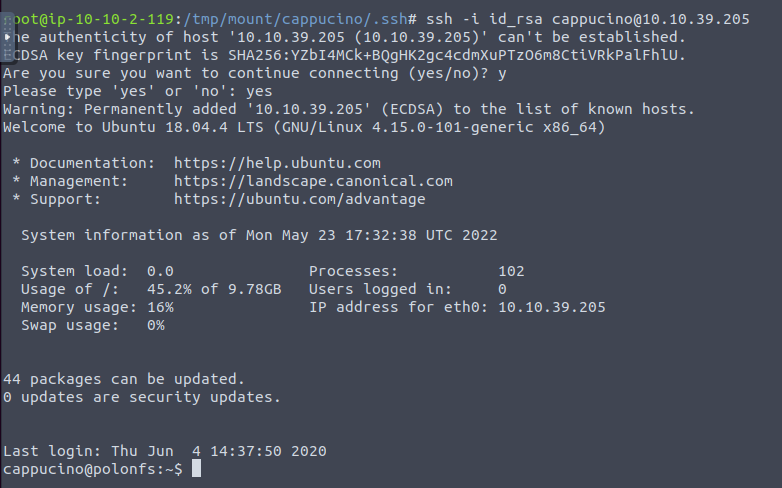 root@ip-10-10-2-119:/tmp/mount/cappucino/.ssh# ssh -i id_rsa cappucino@10.10.39.205
The authenticity of host '10.10.39.205 (10.10.39.205)' can't be established.
ECDSA key fingerprint is SHA256:YZbI4MCk+BQgHK2gc4cdmXuPTzO6m8CtiVRkPalFhlU.
Are you sure you want to continue connecting (yes/no)? y
Please type 'yes' or 'no': yes
Warning: Permanently added '10.10.39.205' (ECDSA) to the list of known hosts.
Welcome to Ubuntu 18.04.4 LTS (GNU/Linux 4.15.0-101-generic x86_64)
* Documentation:  https://help.ubuntu.com
* Management:     https://landscape.canonical.com
* Support:        https://ubuntu.com/advantage
System information as of Mon May 23 17:32:38 UTC 2022
System load:  0.0               Processes:           102
Usage of /:   45.2% of 9.78GB   Users logged in:     0
Memory usage: 16%               IP address for eth0: 10.10.39.205
Swap usage:   0%
44 packages can be updated.
0 updates are security updates.
Last login: Thu Jun  4 14:37:50 2020
cappucino@polonfs:~$